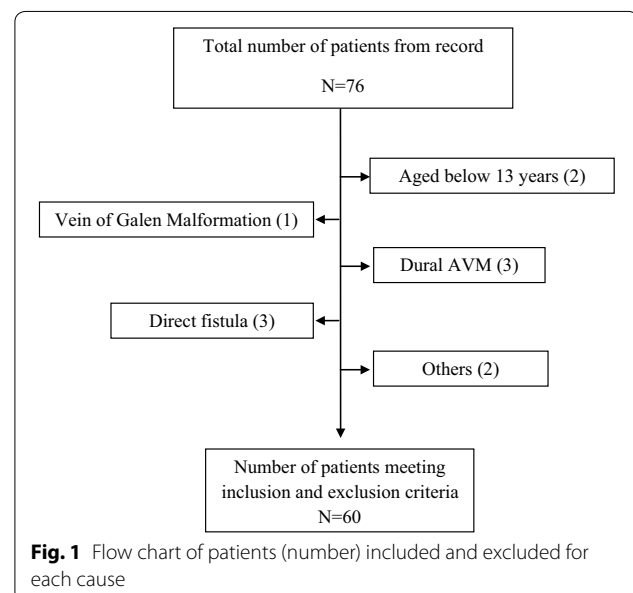 Total number of patients from record
N=76
Aged below 13 years (2)
Vein of Galen Malformation (1)
Dural AVM (3)
Direct fistula (3)
Others (2)
Number of patients meeting
inclusion and exclusion criteria
N=60
Fig. 1 Flow chart of patients (number) included and excluded for
each cause